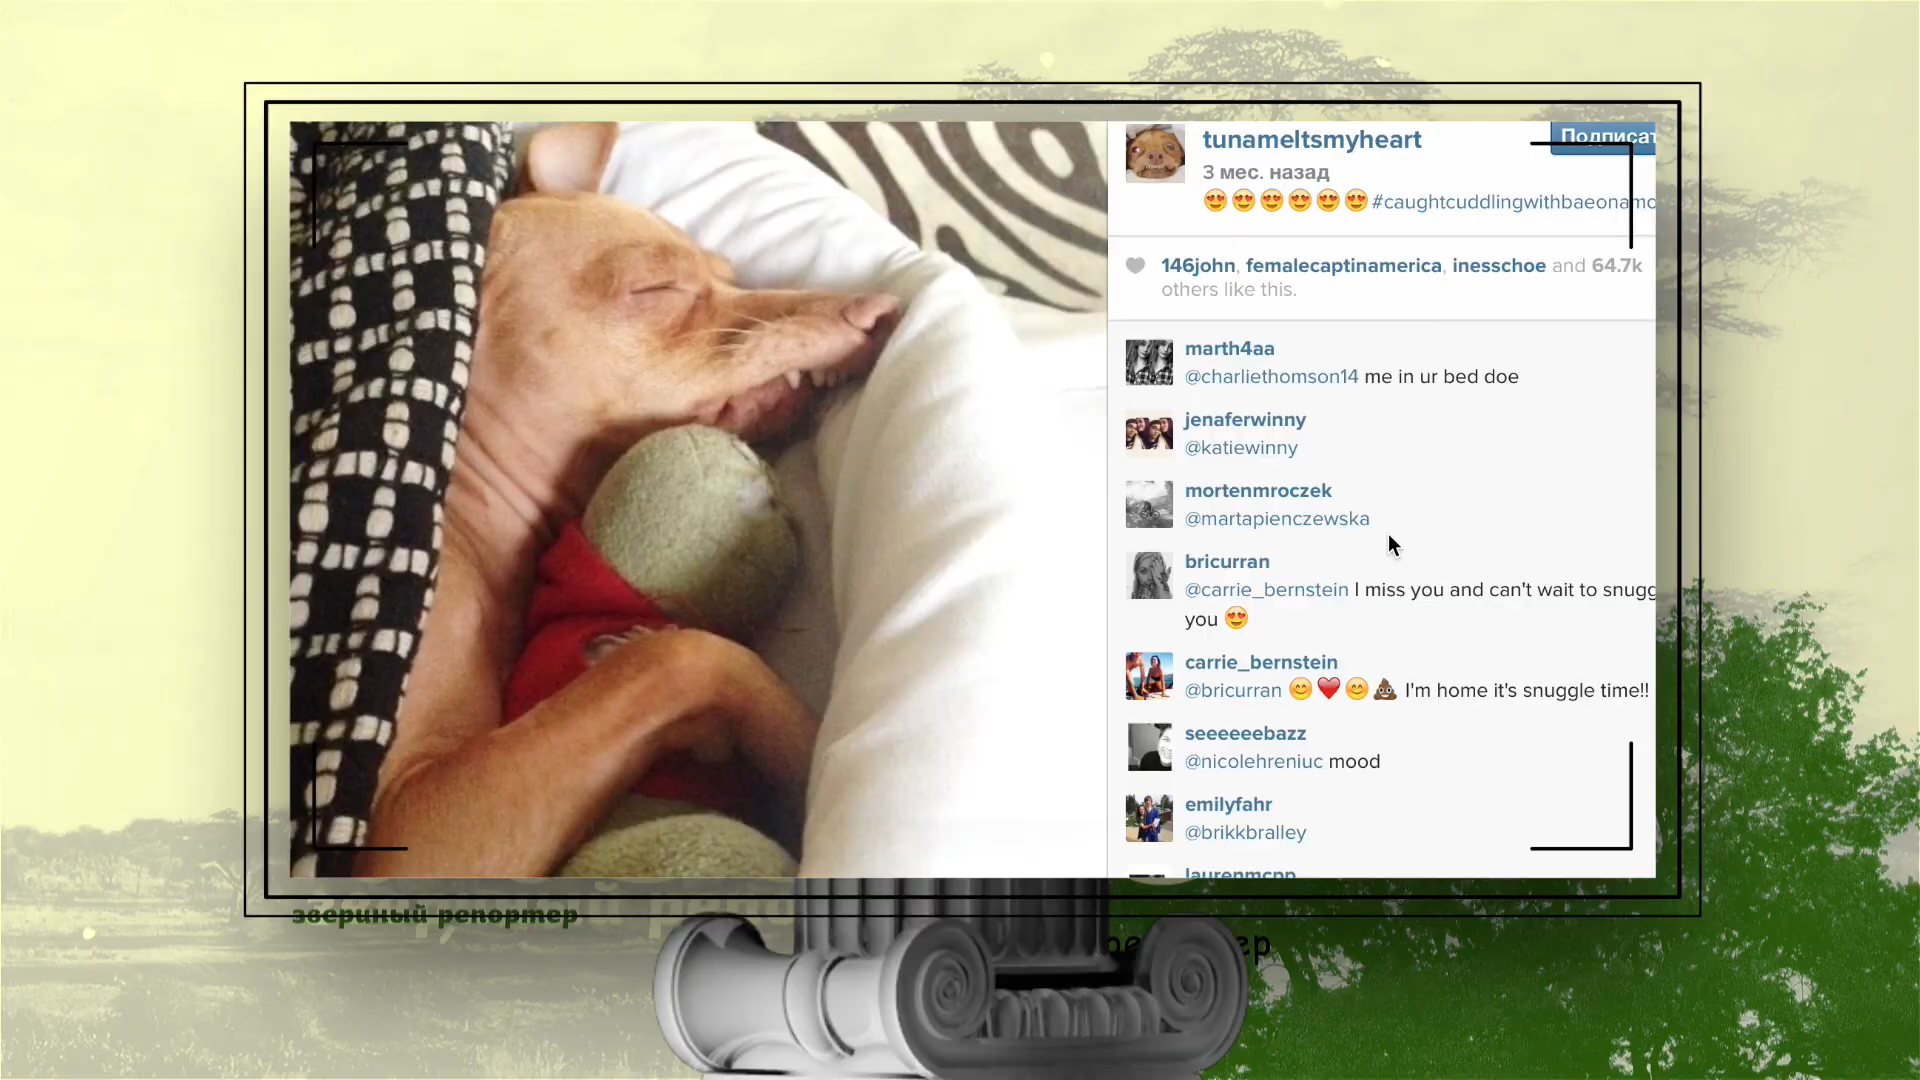 tunameltsmyheart
Подписат
3 мес. назад
😍😍😍😍😍😍 #caughtcuddlingwithbaeonamo
146john, femalecaptinamerica, inesschoe and 64.7k
others like this.
marth4aa
@charliethomson14 me in ur bed doe
jenaferwinny
@katiewinny
mortenmroczek
@martapienczewska
bricurran
@carrie_bernstein I miss you and can't wait to snugg
you 😍
carrie_bernstein
@bricurran 😊❤️😊💩 I'm home it's snuggle time!!
seeeeeebazz
@nicolehreniuc mood
emilyfahr
@brikkbralley
laurenmcpp
звериный репортер